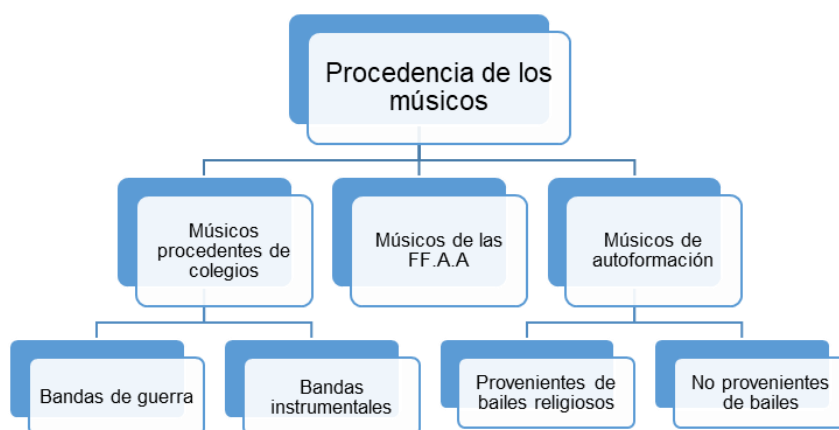 Procedencia de los
músicos
Músicos
procedentes de
colegios
Músicos de las
FF.A.A
Músicos de
autoformación
Bandas de guerra
Bandas
instrumentales
Provenientes de
bailes religiosos
No provenientes
de bailes